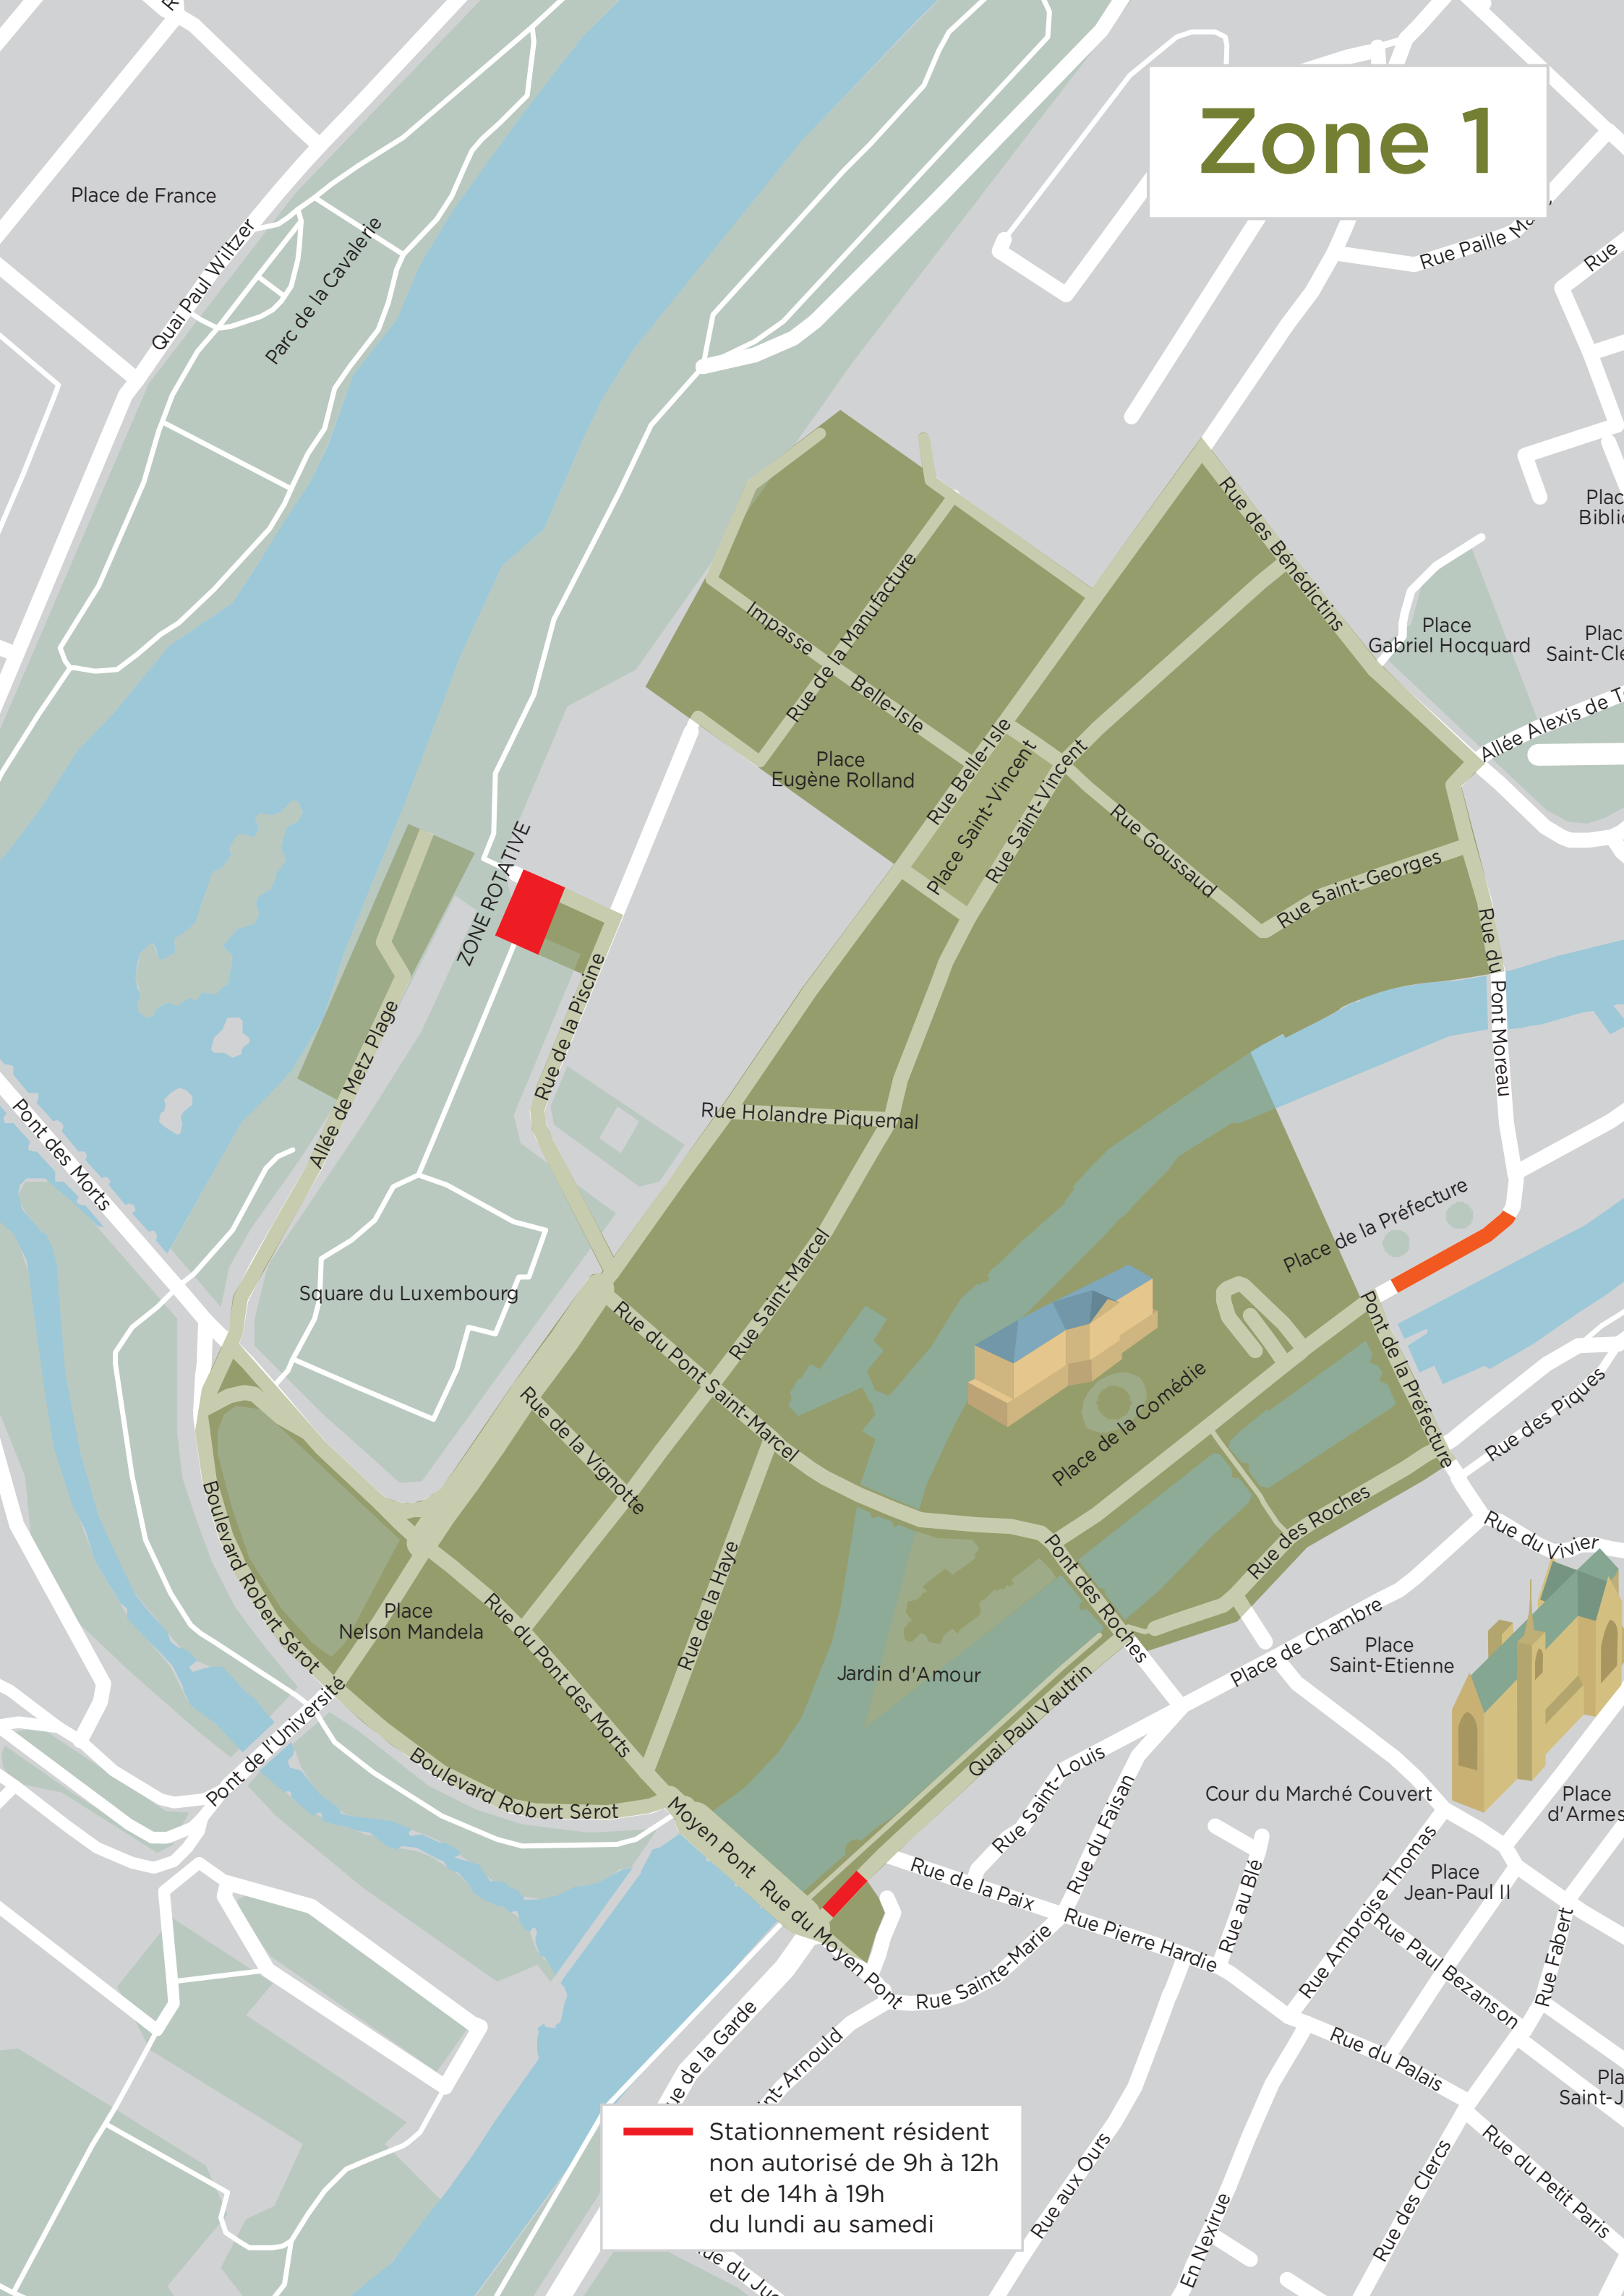 Zone 1
Place de France
Quai Paul Wiltzer
Parc de la Cavalerie
Rue Paille
Rue
Rue des Bénédictins
Place
Gabriel Hocquard
Allée Alexis de
Impasse
Belle-Isle
Rue de la Manufacture
Place
Eugène Rolland
Rue Belle-Isle
Place Saint-Vincent
Rue Saint-Vincent
Rue Goussaud
Rue Saint-Georges
Rue du Pont Moreau
ZONE ROTATIVE
Rue de la Piscine
Allée de Metz Plage
Pont des Morts
Rue Holandre Piquemal
Rue Saint-Marcel
Place de la Préfecture
Pont de la Préfecture
Square du Luxembourg
Rue du Pont Saint-Marcel
Rue de la Vignotte
Place de la Comédie
Rue des Piques
Rue des Roches
Rue du Vivier
Boulevard Robert Sérot
Place
Nelson Mandela
Rue du Pont des Morts
Rue de la Haye
Jardin d'Amour
Pont des Roches
Place de Chambre
Place
Saint-Etienne
Pont de l'Université
Boulevard Robert Sérot
Quai Paul Vautrin
Moyen Pont
Rue du Moyen Pont
Rue Saint-Louis
Rue du Faisan
Cour du Marché Couvert
Place
d'Armes
Rue de la Paix
Rue Pierre Hardie
Rue au Blé
Rue Ambroise Thomas
Place
Jean-Paul II
Rue Paul Bezanson
Rue Fabert
Rue Sainte-Marie
ue de la Garde
nt-Arnould
Rue du Palais
Saint-J
Rue du Petit Paris
Rue aux Ours
En Nexirue
Rue des Clercs
Stationnement résident
non autorisé de 9h à 12h
et de 14h à 19h
du lundi au samedi